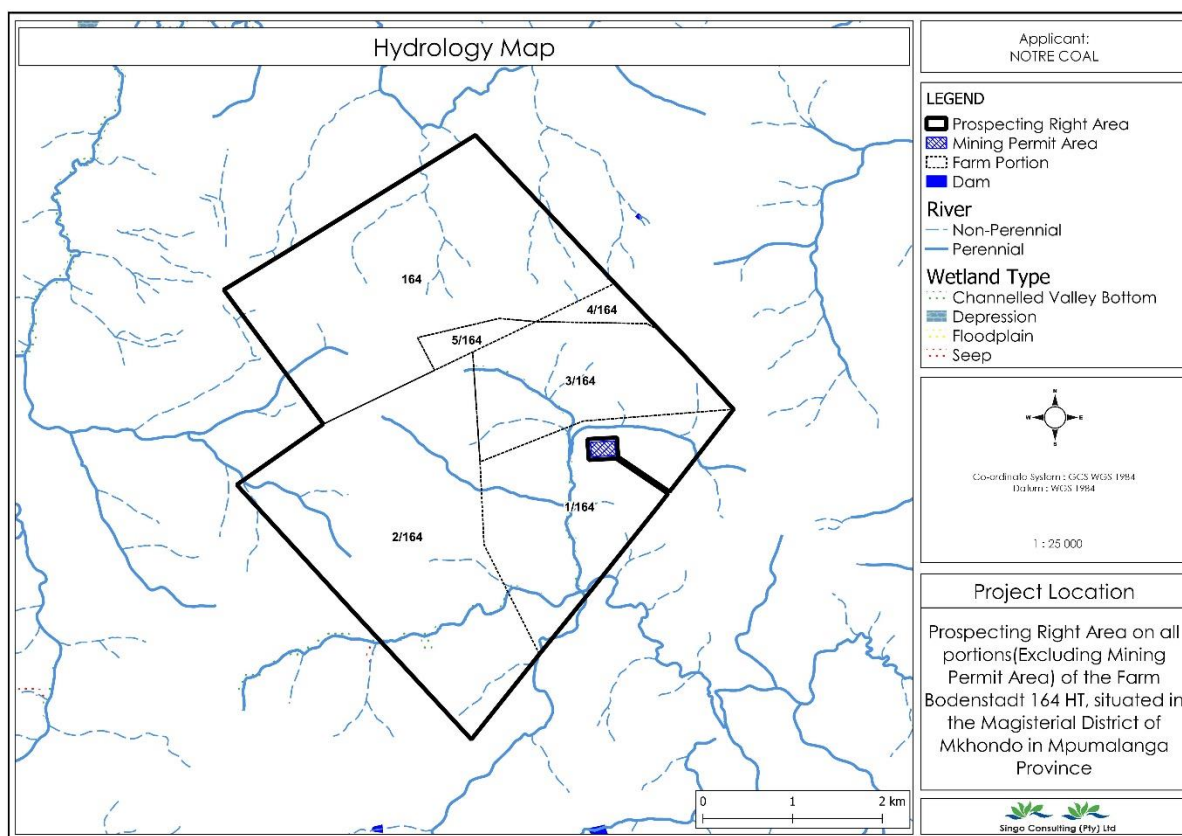 Hydrology Map
164
4/164
5/164
3/164
1/164
2/164
0 1 2 km
Applicant:
NOTRE COAL
LEGEND
Prospecting Right Area
Mining Permit Area
Farm Portion
Dam
River
Non-Perennial
Perennial
Wetland Type
Channelled Valley Bottom
Depression
Floodplain
Seep
N
W E
S
Co-ordinate System : GCS WGS 1984
Datum : WGS 1984
1 : 25 000
Project Location
Prospecting Right Area on all
portions(Excluding Mining
Permit Area) of the Farm
Bodenstadt 164 HT, situated in
the Magisterial District of
Mkhondo in Mpumalanga
Province
Singo Consulting (Pty) Ltd